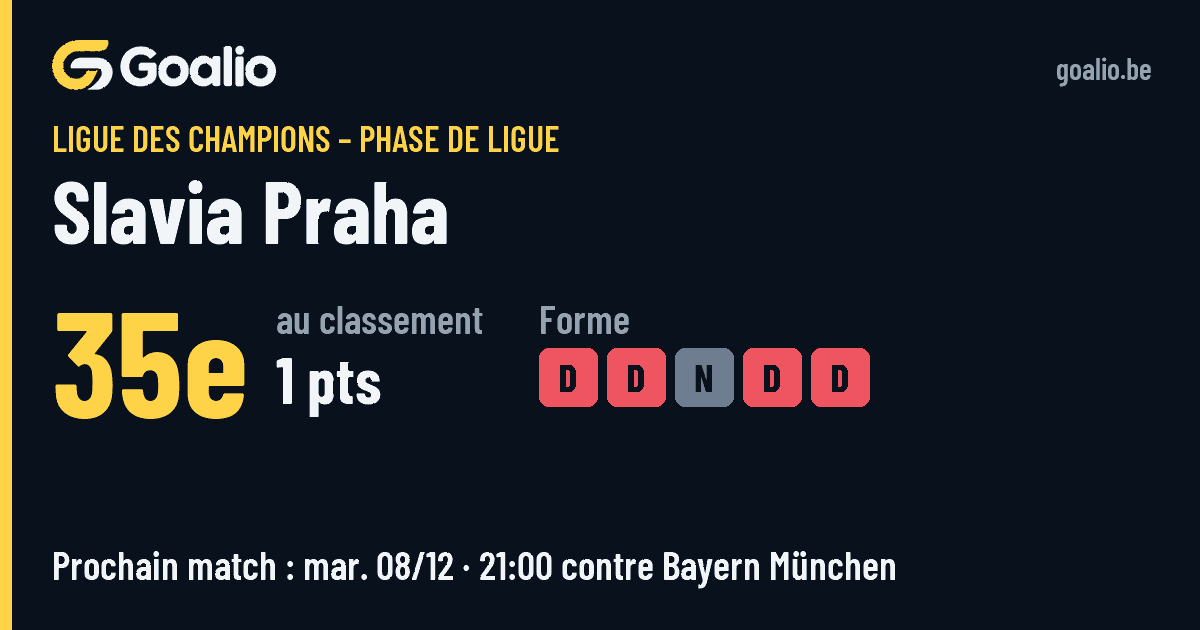 Goalio
goalio.be
LIGUE DES CHAMPIONS – PHASE DE LIGUE
Slavia Praha
35e
au classement
1 pts
Forme
D D N D D
Prochain match : mar. 08/12 · 21:00 contre Bayern München